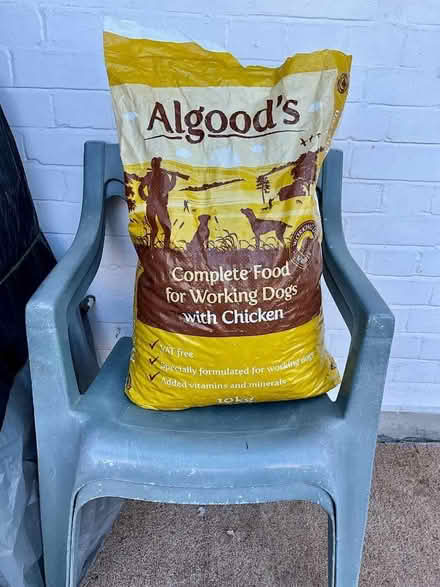 Algood's
Complete Food
for Working Dogs
with Chicken
✓ VAT free
✓ Especially formulated for working dogs
✓ Added vitamins and minerals
10kg